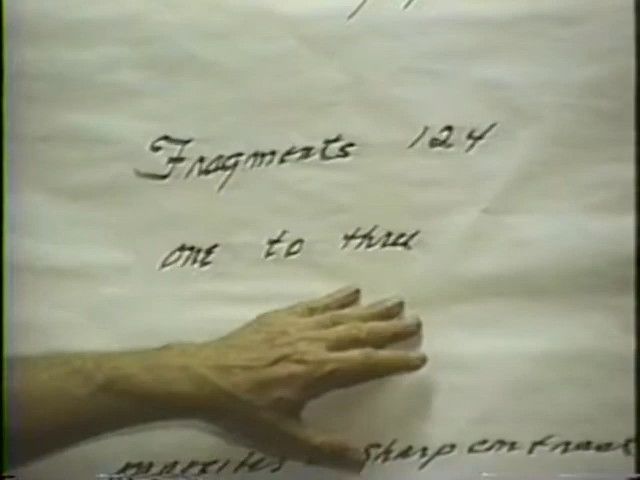 Fragments 124
one to three
sharp contrast